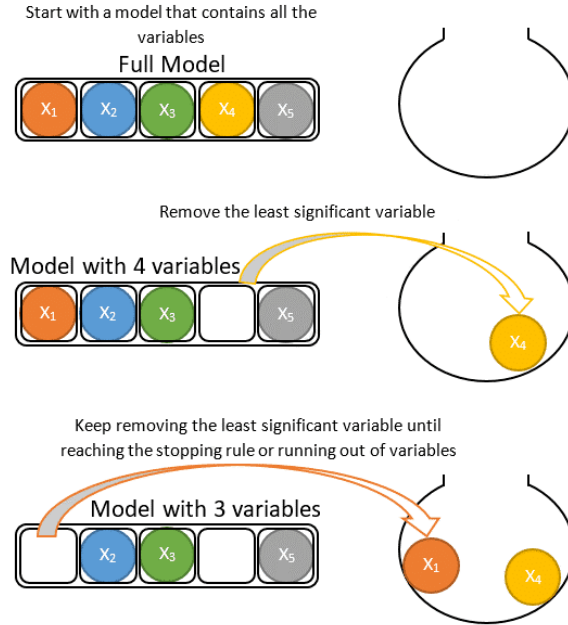 Start with a model that contains all the
variables
Full Model
X₁ X₂ X₃ X₄ X₅
Remove the least significant variable
Model with 4 variables
X₁ X₂ X₃ X₅
X₄
Keep removing the least significant variable until
reaching the stopping rule or running out of variables
Model with 3 variables
X₂ X₃ X₅
X₁ X₄